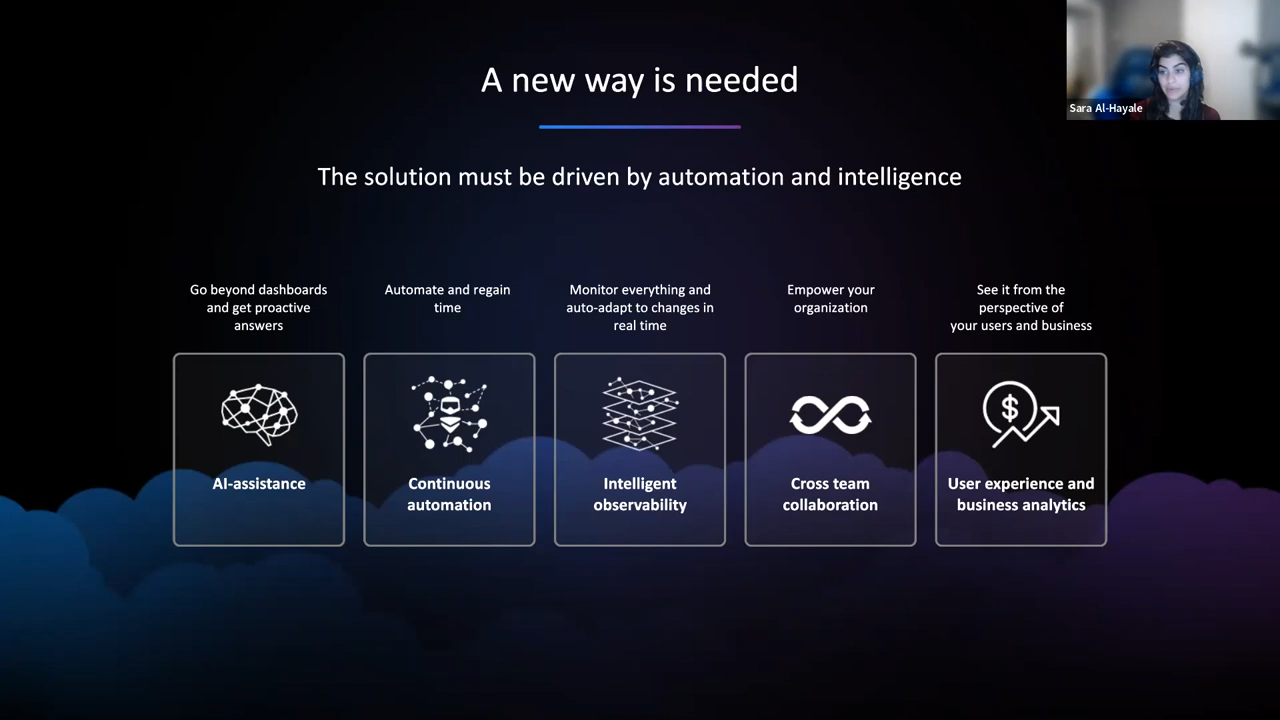 A new way is needed
Sara Al-Hayale
The solution must be driven by automation and intelligence
Go beyond dashboards
and get proactive
answers
Automate and regain
time
Monitor everything and
auto-adapt to changes in
real time
Empower your
organization
See it from the
perspective of
your users and business
$
AI-assistance
Continuous
automation
Intelligent
observability
Cross team
collaboration
User experience and
business analytics